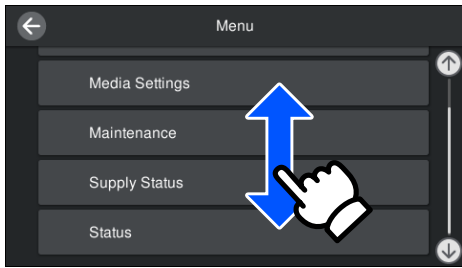 Menu
Media Settings
Maintenance
Supply Status
Status